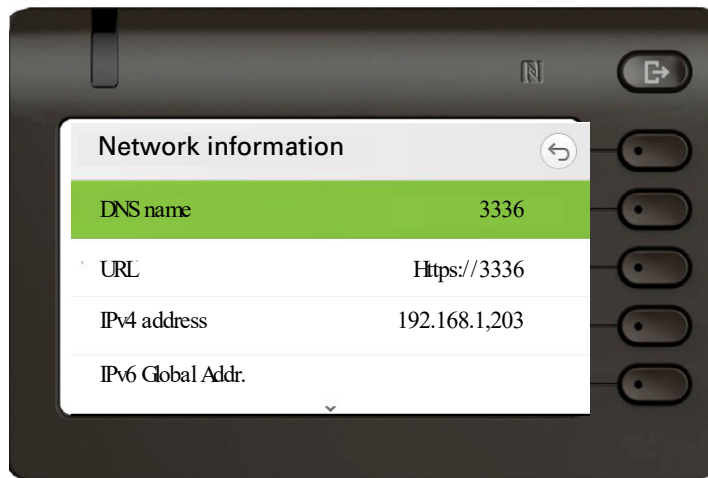 Network information
DNS name 3336
URL Https://3336
IPv4 address 192.168.1,203
IPv6 Global Addr.